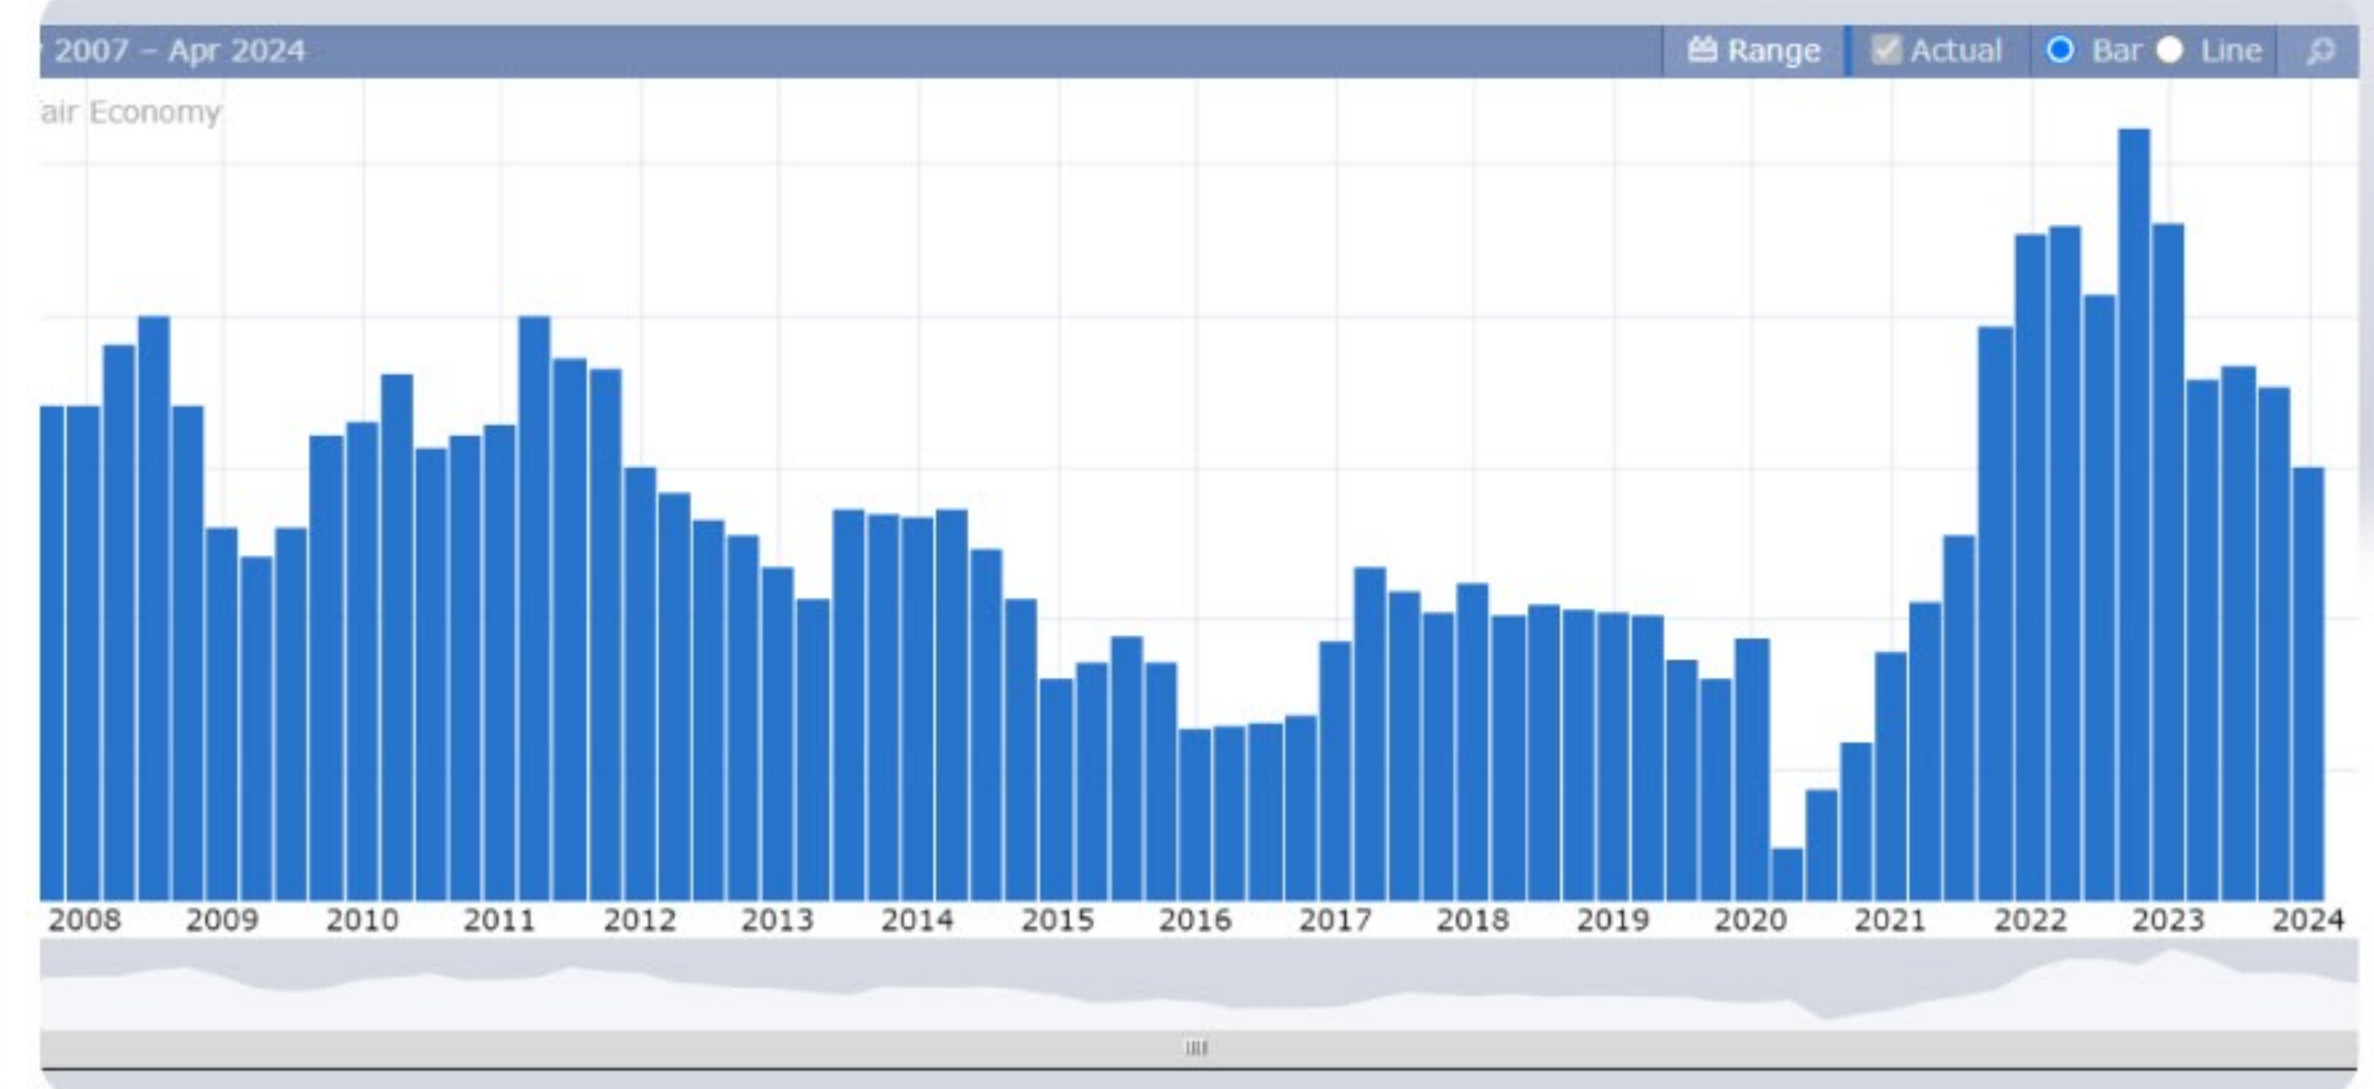 2007 – Apr 2024 Range Actual Bar Line
air Economy
2008 2009 2010 2011 2012 2013 2014 2015 2016 2017 2018 2019 2020 2021 2022 2023 2024